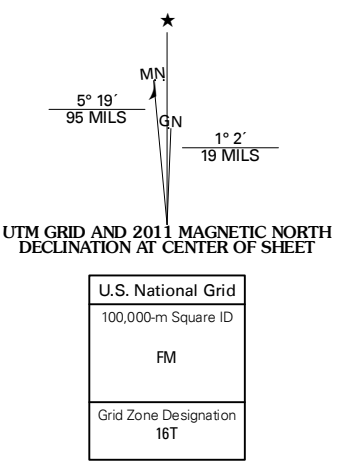 ★
MN
5° 19´
95 MILS
GN
1° 2´
19 MILS
UTM GRID AND 2011 MAGNETIC NORTH
DECLINATION AT CENTER OF SHEET
U.S. National Grid
100,000-m Square ID
FM
Grid Zone Designation
16T